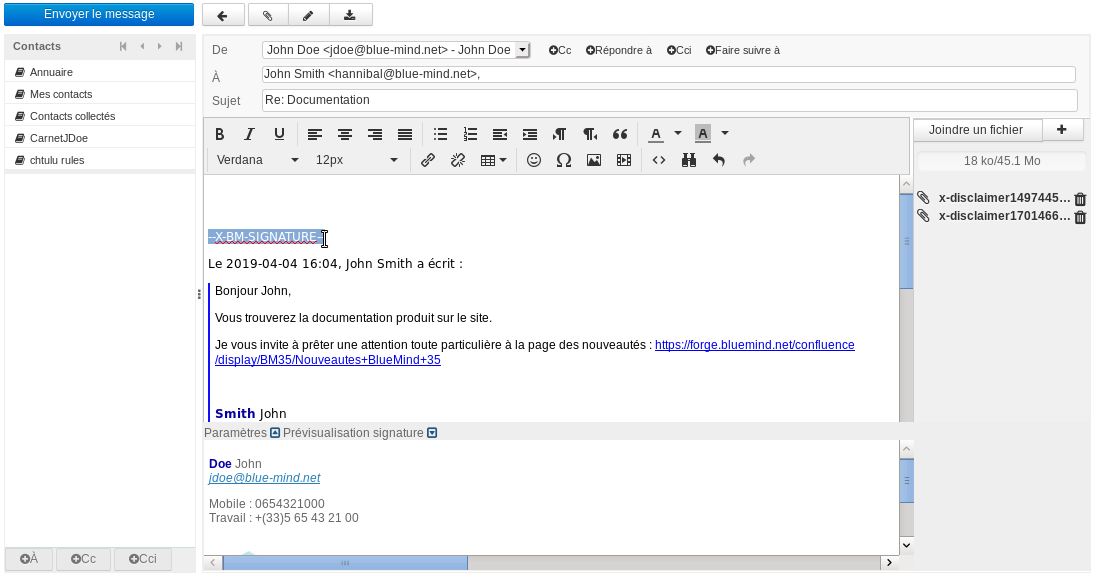 Envoyer le message
Contacts
Annuaire
Mes contacts
Contacts collectés
CarnetJDoe
chtulu rules
À Cc Cci
De John Doe <jdoe@blue-mind.net> - John Doe Cc Répondre à Cci Faire suivre à
À John Smith <hannibal@blue-mind.net>,
Sujet Re: Documentation
B I U A A
Verdana 12px
Joindre un fichier +
18 ko/45.1 Mo
x-disclaimer1497445...
x-disclaimer1701466...
--X-BM-SIGNATURE--
Le 2019-04-04 16:04, John Smith a écrit :
Bonjour John,
Vous trouverez la documentation produit sur le site.
Je vous invite à prêter une attention toute particulière à la page des nouveautés : https://forge.bluemind.net/confluence
/display/BM35/Nouveautes+BlueMind+35
Smith John
Paramètres Prévisualisation signature
Doe John
jdoe@blue-mind.net
Mobile : 0654321000
Travail : +(33)5 65 43 21 00